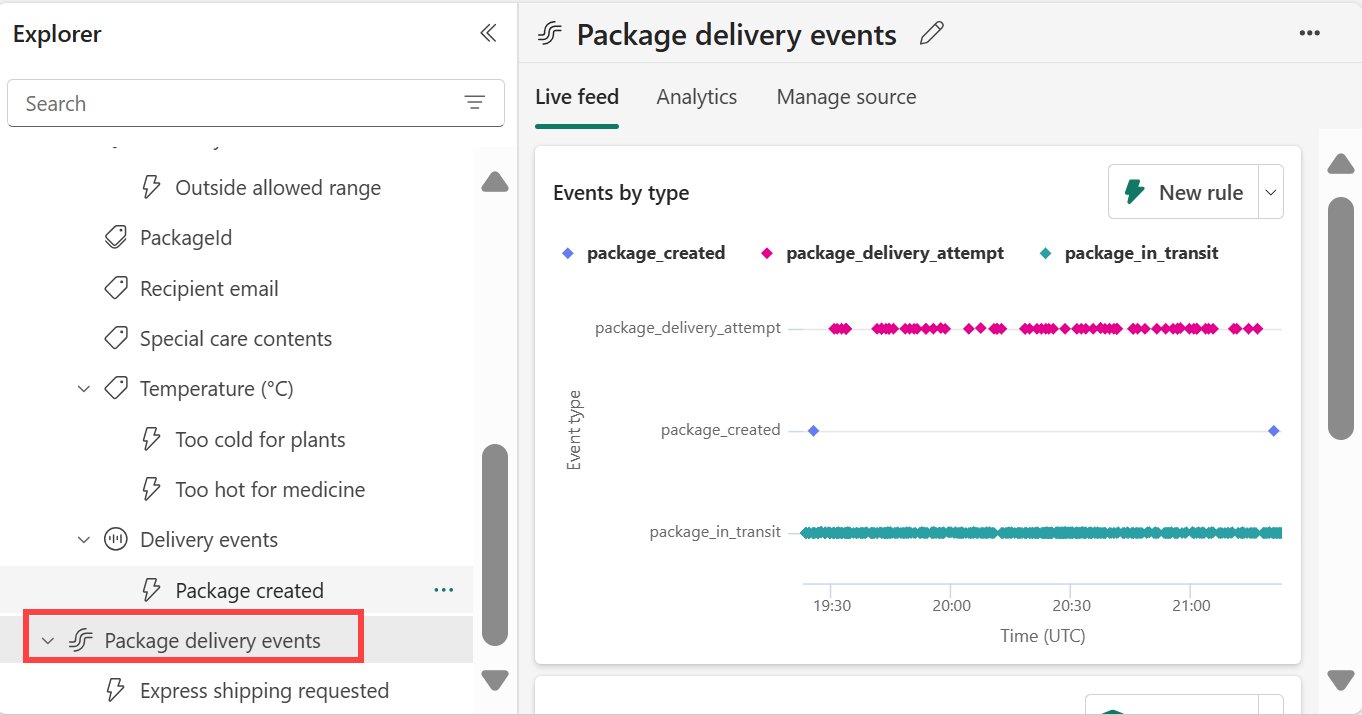 Explorer
Search
Outside allowed range
PackageId
Recipient email
Special care contents
Temperature (°C)
Too cold for plants
Too hot for medicine
Delivery events
Package created
Package delivery events
Express shipping requested
Package delivery events
Live feed Analytics Manage source
Events by type
New rule
package_created package_delivery_attempt package_in_transit
package_delivery_attempt
package_created
package_in_transit
Event type
19:30 20:00 20:30 21:00
Time (UTC)